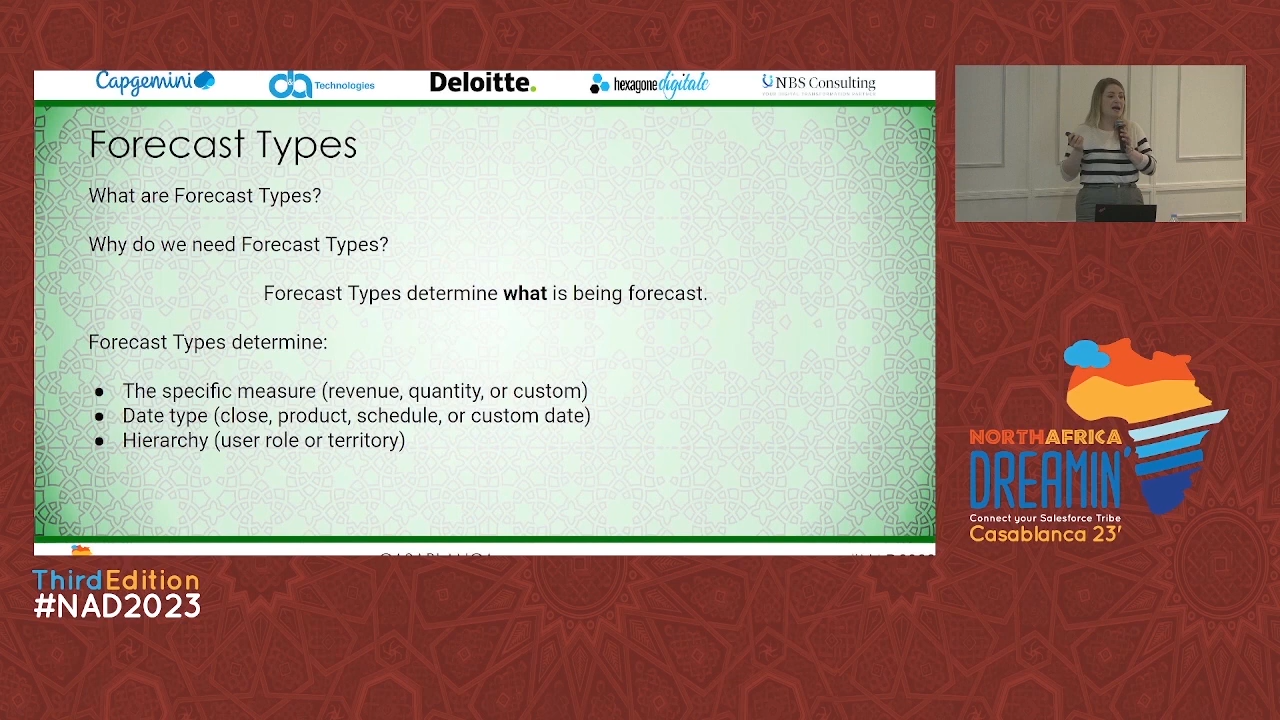 Capgemini
d&a Technologies
Deloitte.
hexagone digitale
NBS Consulting
Forecast Types
What are Forecast Types?
Why do we need Forecast Types?
Forecast Types determine what is being forecast.
Forecast Types determine:
● The specific measure (revenue, quantity, or custom)
● Date type (close, product, schedule, or custom date)
● Hierarchy (user role or territory)
NORTHAFRICA
DREAMIN'
Connect your Salesforce Tribe
Casablanca 23'
ThirdEdition
#NAD2023